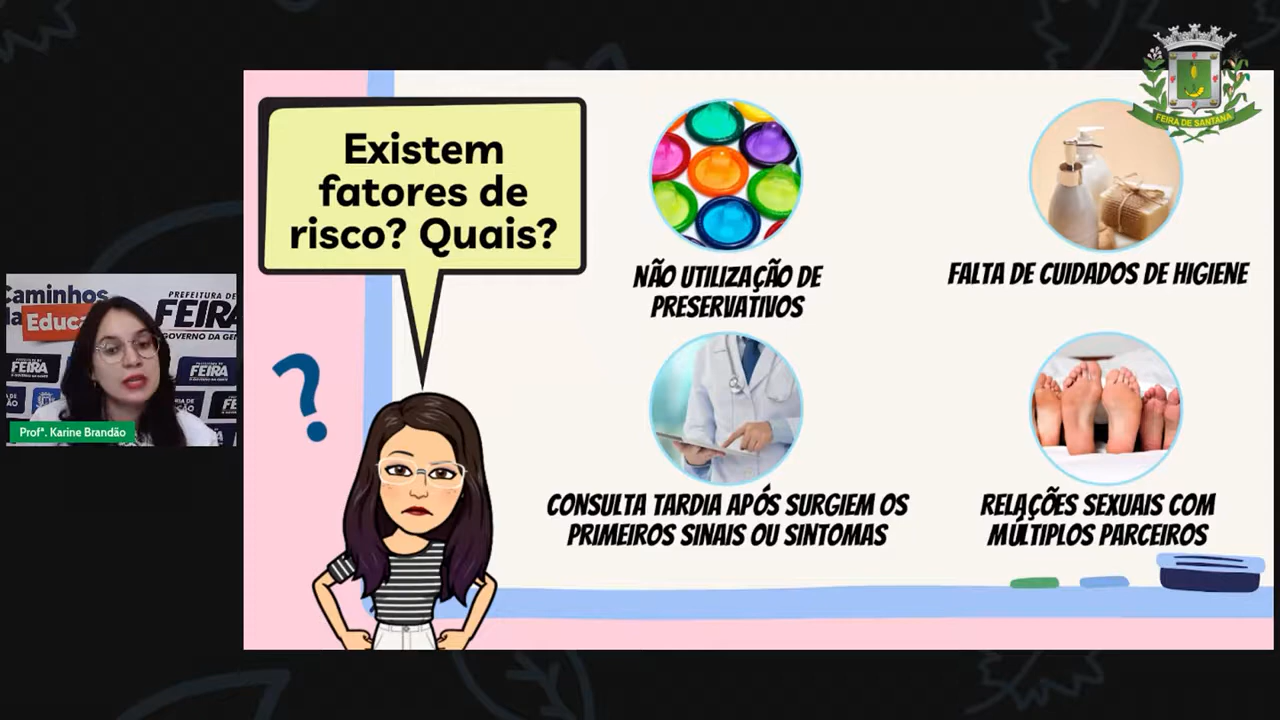 FEIRA DE SANTANA
Existem
fatores de
risco? Quais?
NÃO UTILIZAÇÃO DE
PRESERVATIVOS
FALTA DE CUIDADOS DE HIGIENE
CONSULTA TARDIA APÓS SURGIEM OS
PRIMEIROS SINAIS OU SINTOMAS
RELAÇÕES SEXUAIS COM
MÚLTIPLOS PARCEIROS
?
Caminhos
da
Educa
PREFEITURA DE
FEIRA
GOVERNO DA GEN
FEIRA
FEIRA
Profª. Karine Brandão